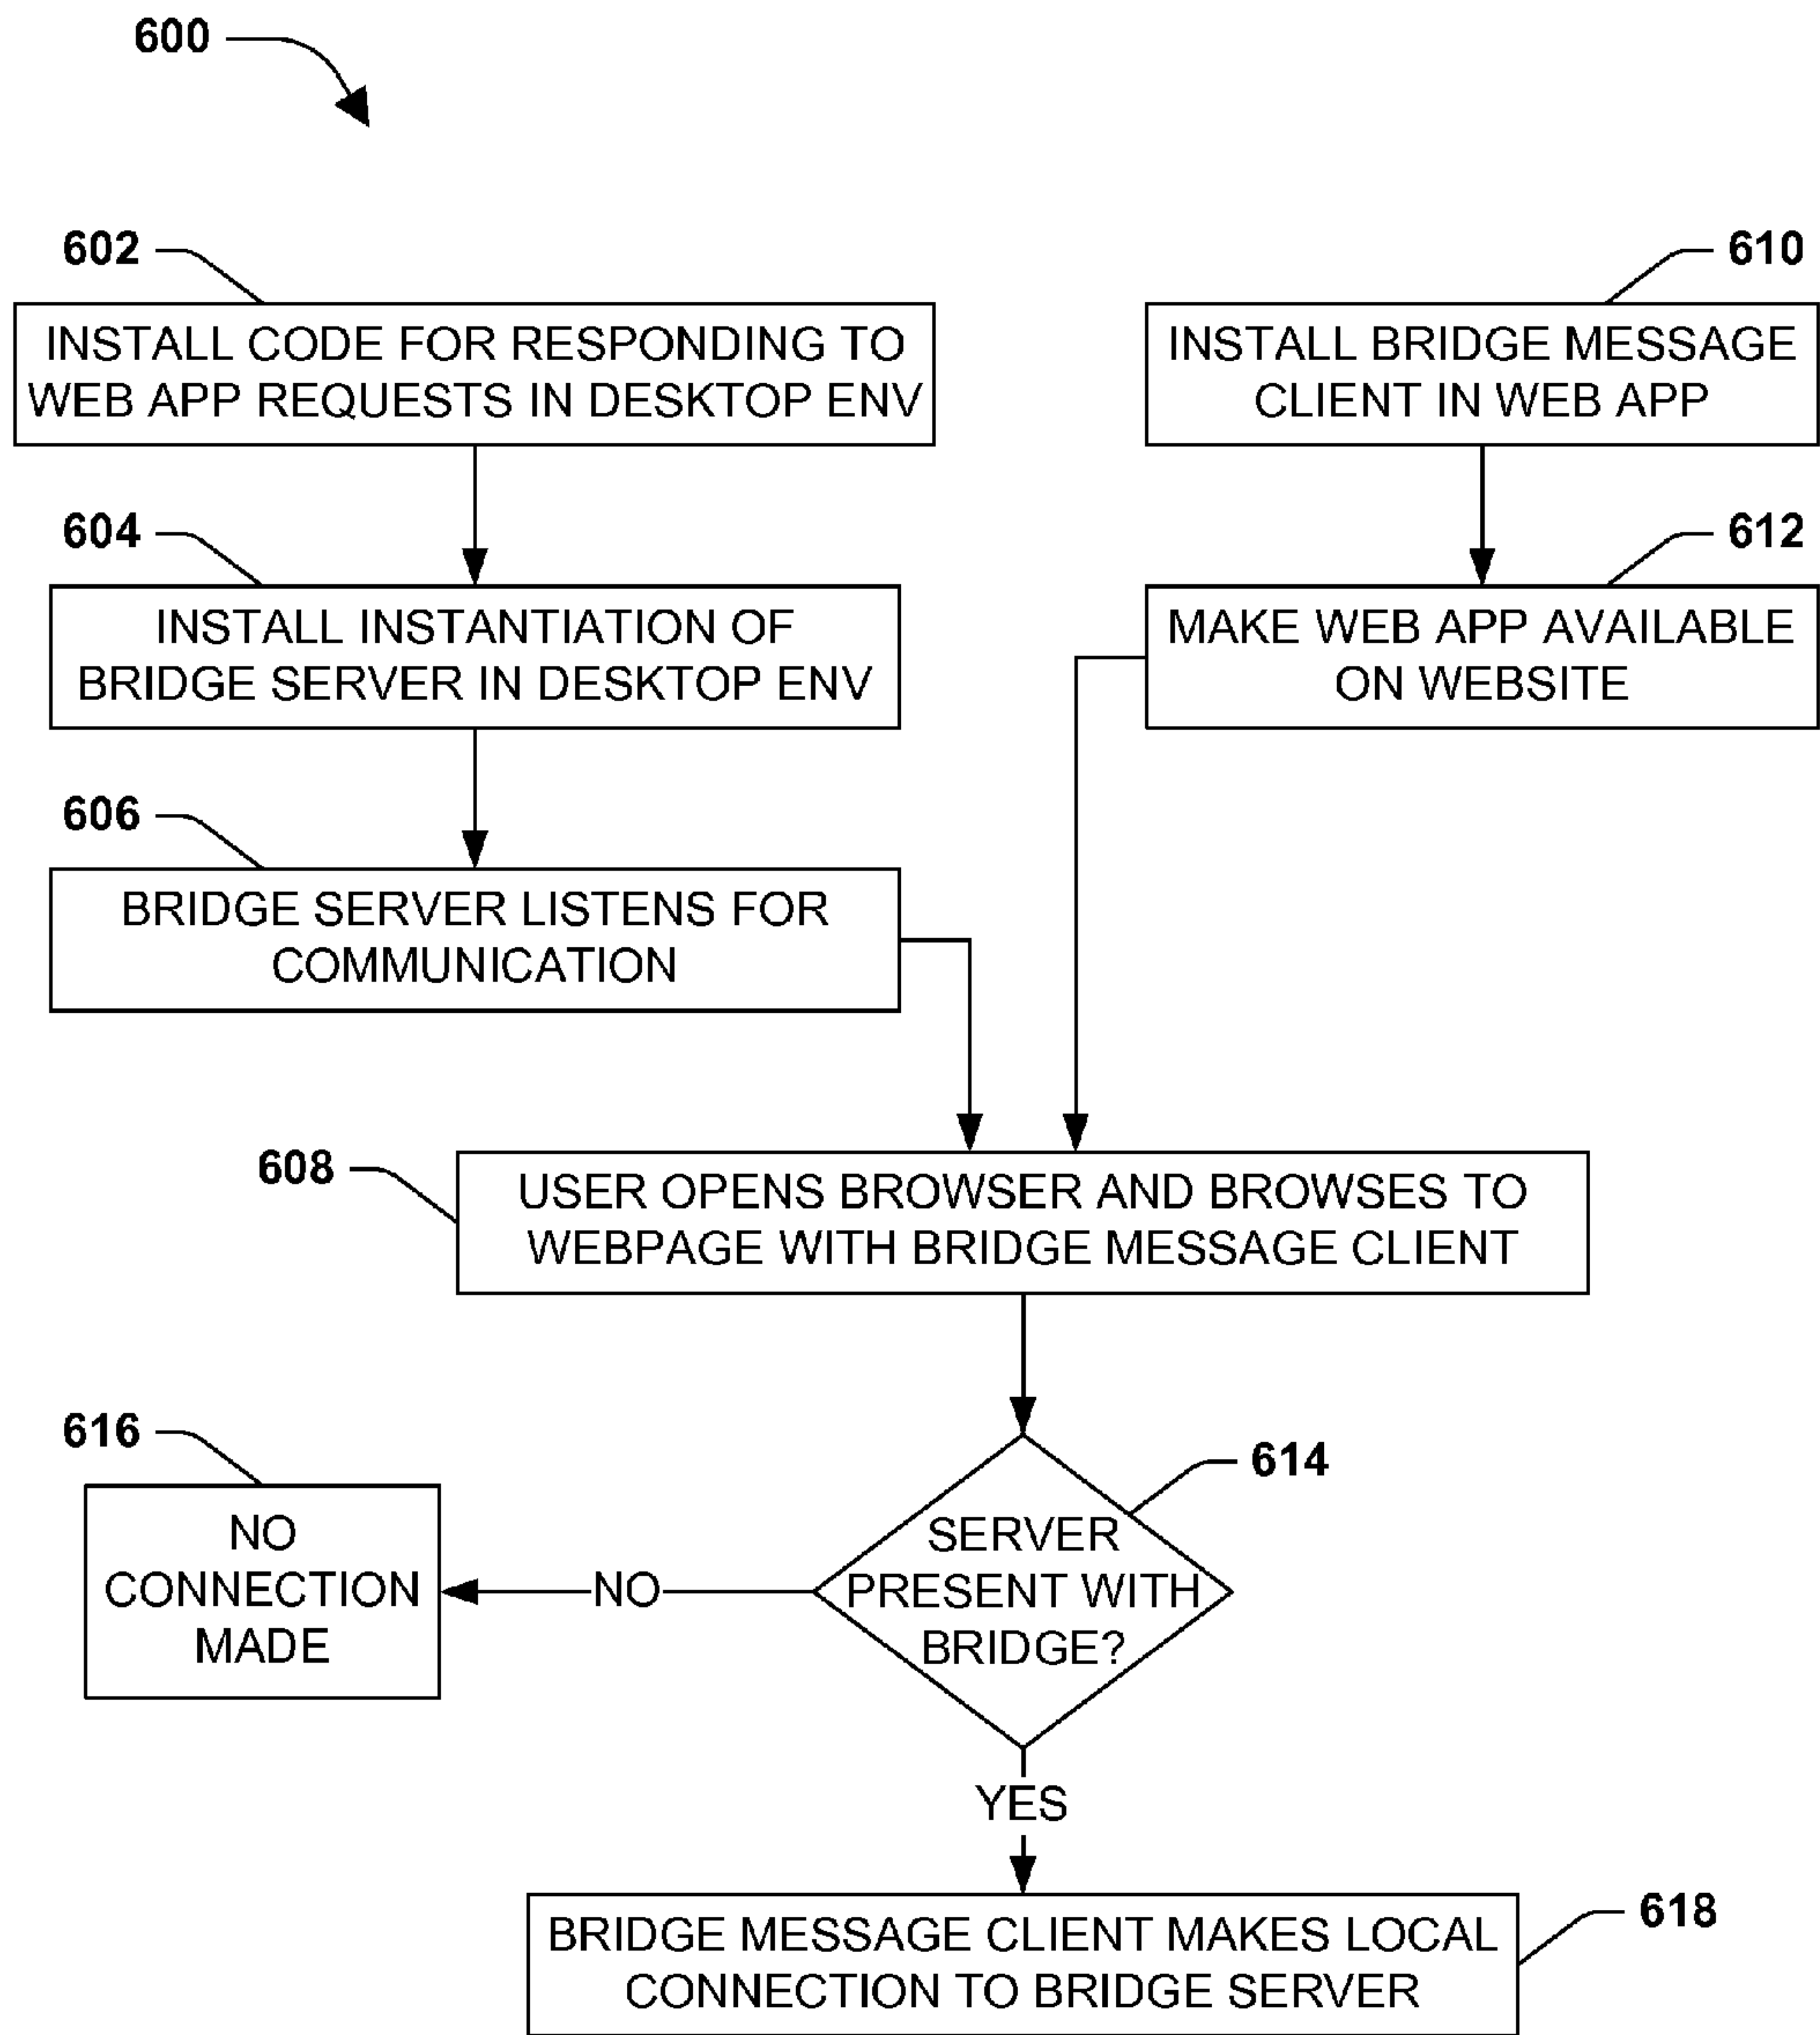 600
602
INSTALL CODE FOR RESPONDING TO
WEB APP REQUESTS IN DESKTOP ENV
610
INSTALL BRIDGE MESSAGE
CLIENT IN WEB APP
604
INSTALL INSTANTIATION OF
BRIDGE SERVER IN DESKTOP ENV
612
MAKE WEB APP AVAILABLE
ON WEBSITE
606
BRIDGE SERVER LISTENS FOR
COMMUNICATION
608
USER OPENS BROWSER AND BROWSES TO
WEBPAGE WITH BRIDGE MESSAGE CLIENT
614
SERVER
PRESENT WITH
BRIDGE?
NO
616
NO
CONNECTION
MADE
YES
618
BRIDGE MESSAGE CLIENT MAKES LOCAL
CONNECTION TO BRIDGE SERVER